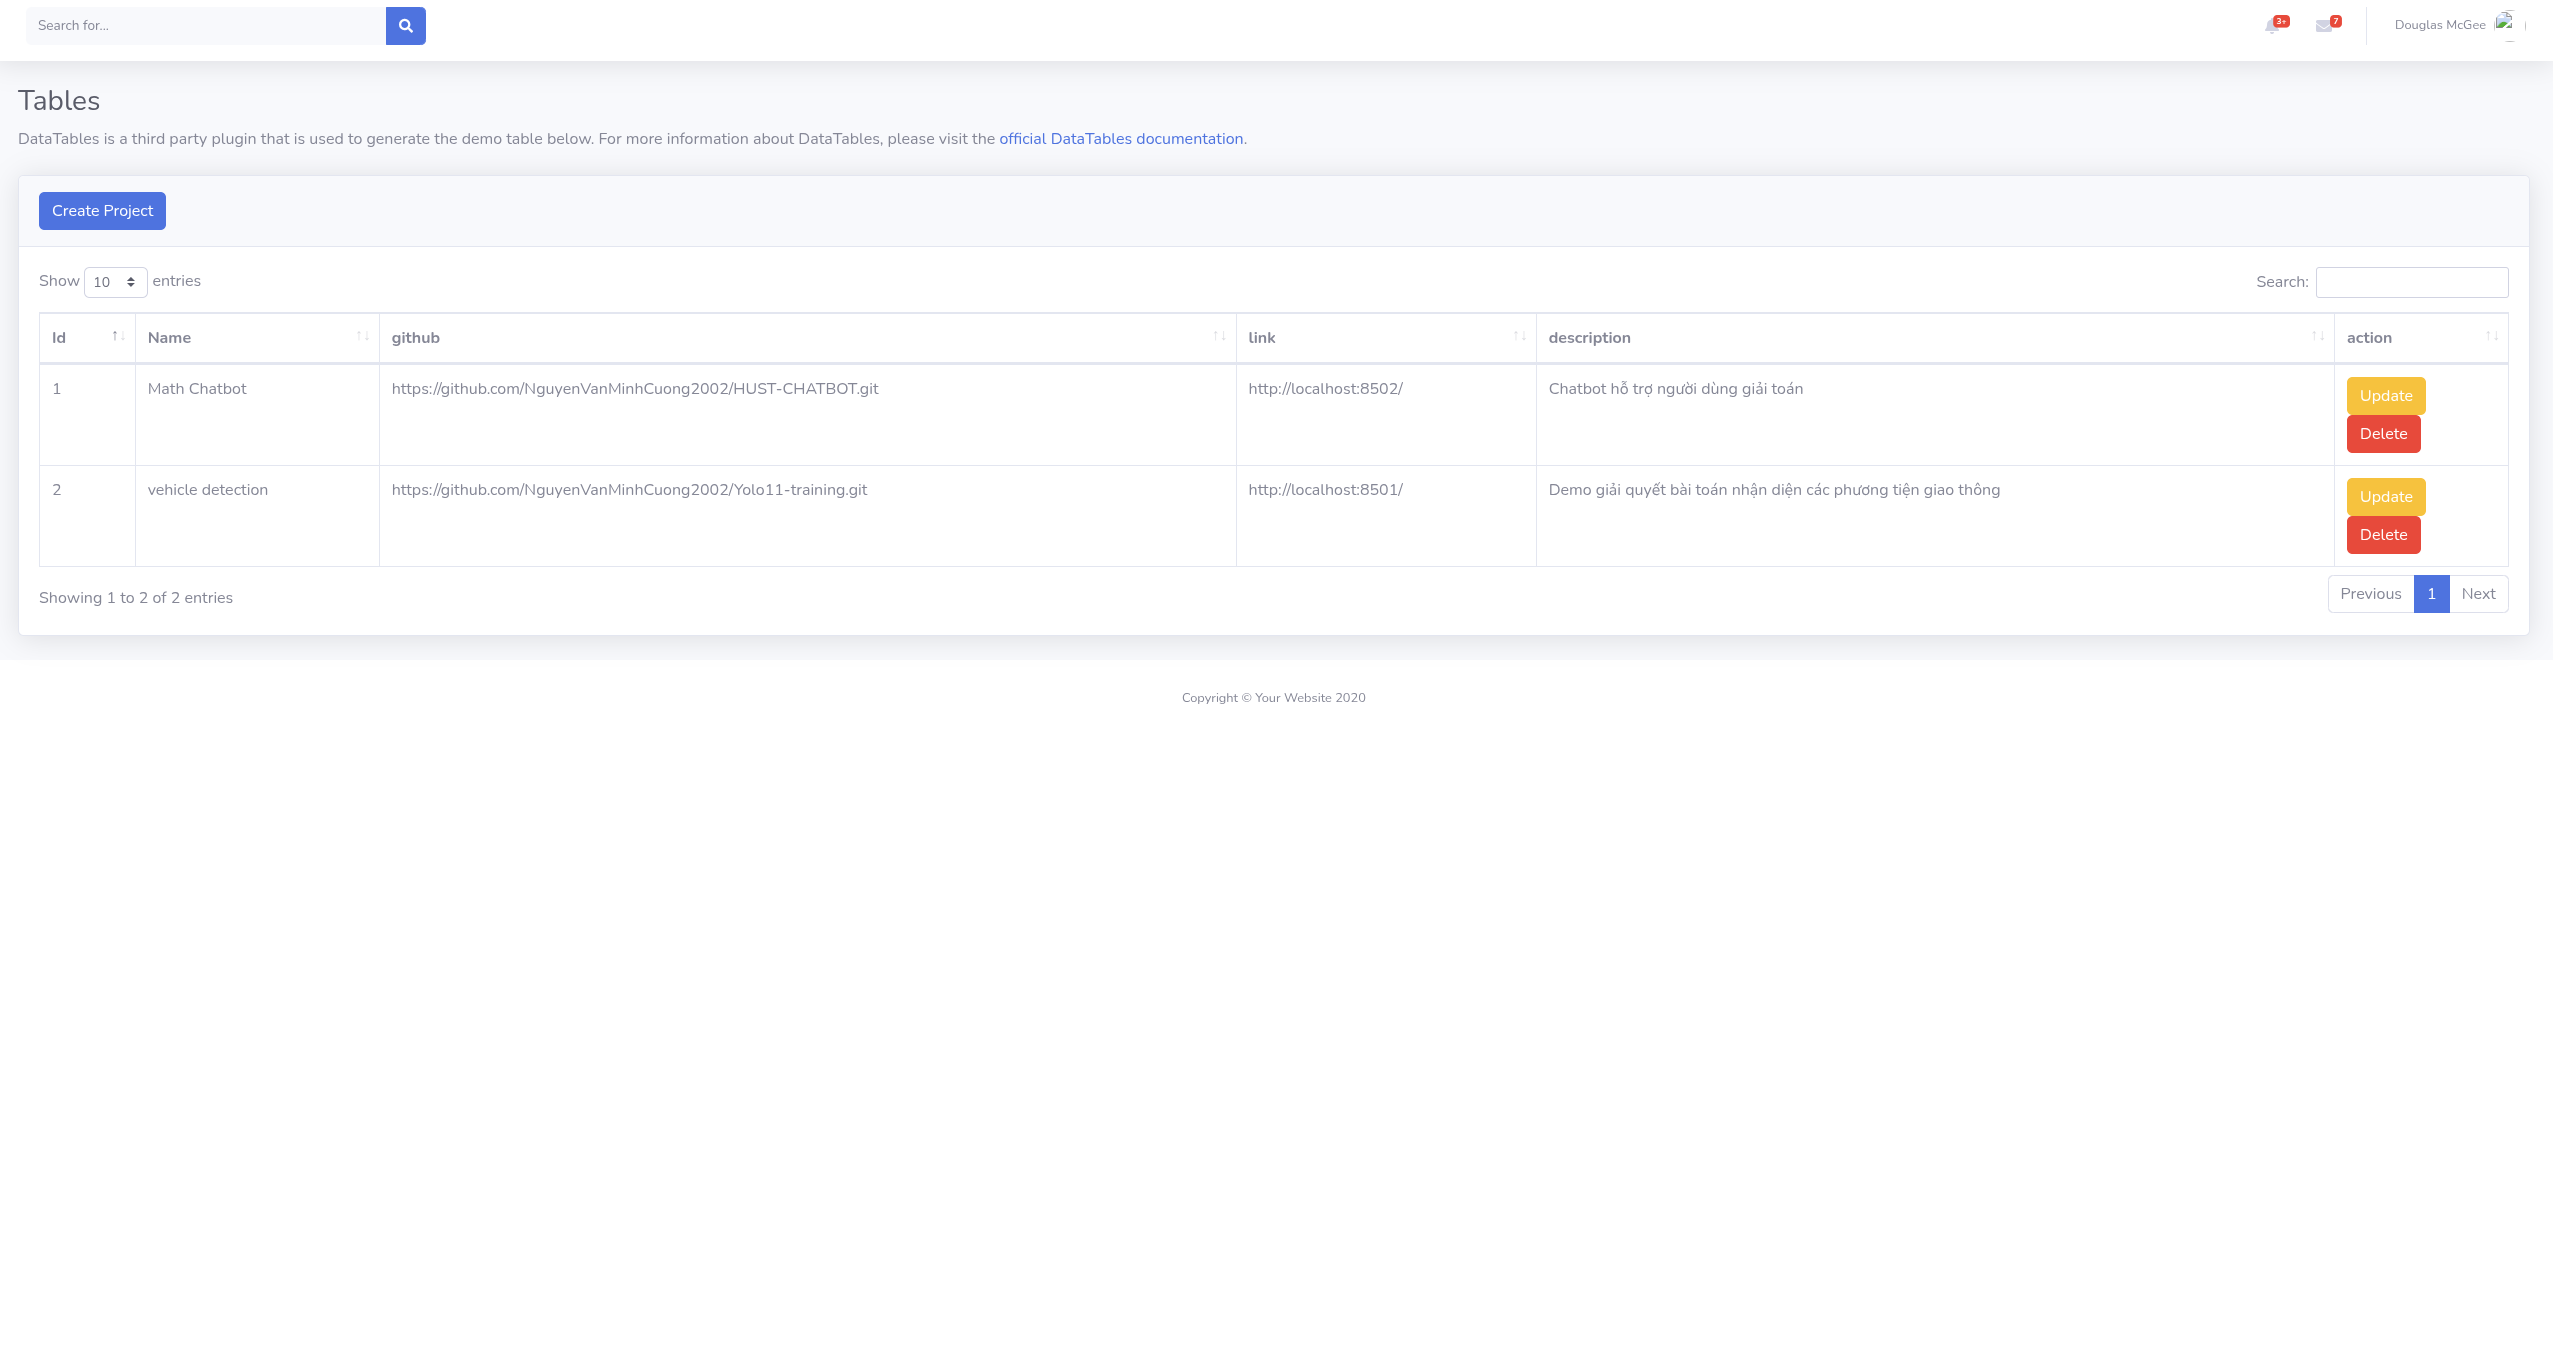 Search for...
3+
7
Douglas McGee
Tables
DataTables is a third party plugin that is used to generate the demo table below. For more information about DataTables, please visit the official DataTables documentation.
Create Project
Show 10 entries
Search:
Id Name github link description action
1 Math Chatbot https://github.com/NguyenVanMinhCuong2002/HUST-CHATBOT.git http://localhost:8502/ Chatbot hỗ trợ người dùng giải toán
Update
Delete
2 vehicle detection https://github.com/NguyenVanMinhCuong2002/Yolo11-training.git http://localhost:8501/ Demo giải quyết bài toán nhận diện các phương tiện giao thông
Update
Delete
Showing 1 to 2 of 2 entries
Previous 1 Next
Copyright © Your Website 2020